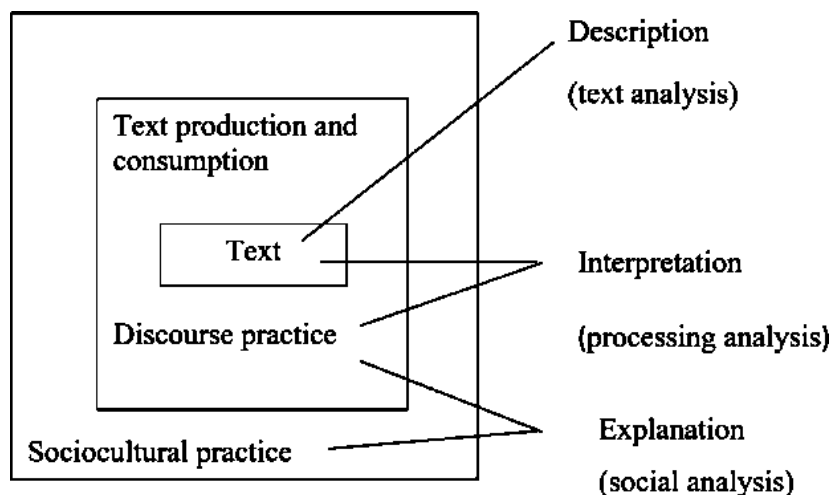 Description
(text analysis)
Text production and
consumption
Text
Interpretation
Discourse practice
(processing analysis)
Explanation
Sociocultural practice
(social analysis)